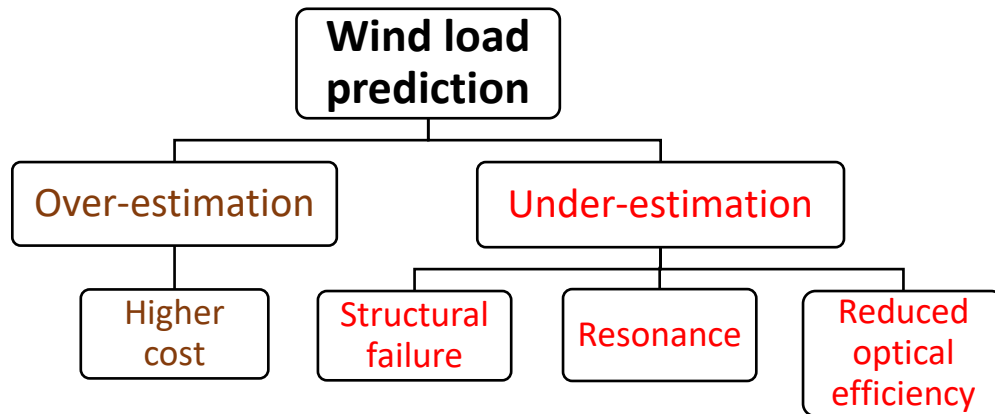 Wind load
prediction
Over-estimation
Under-estimation
Higher
cost
Structural
failure
Resonance
Reduced
optical
efficiency